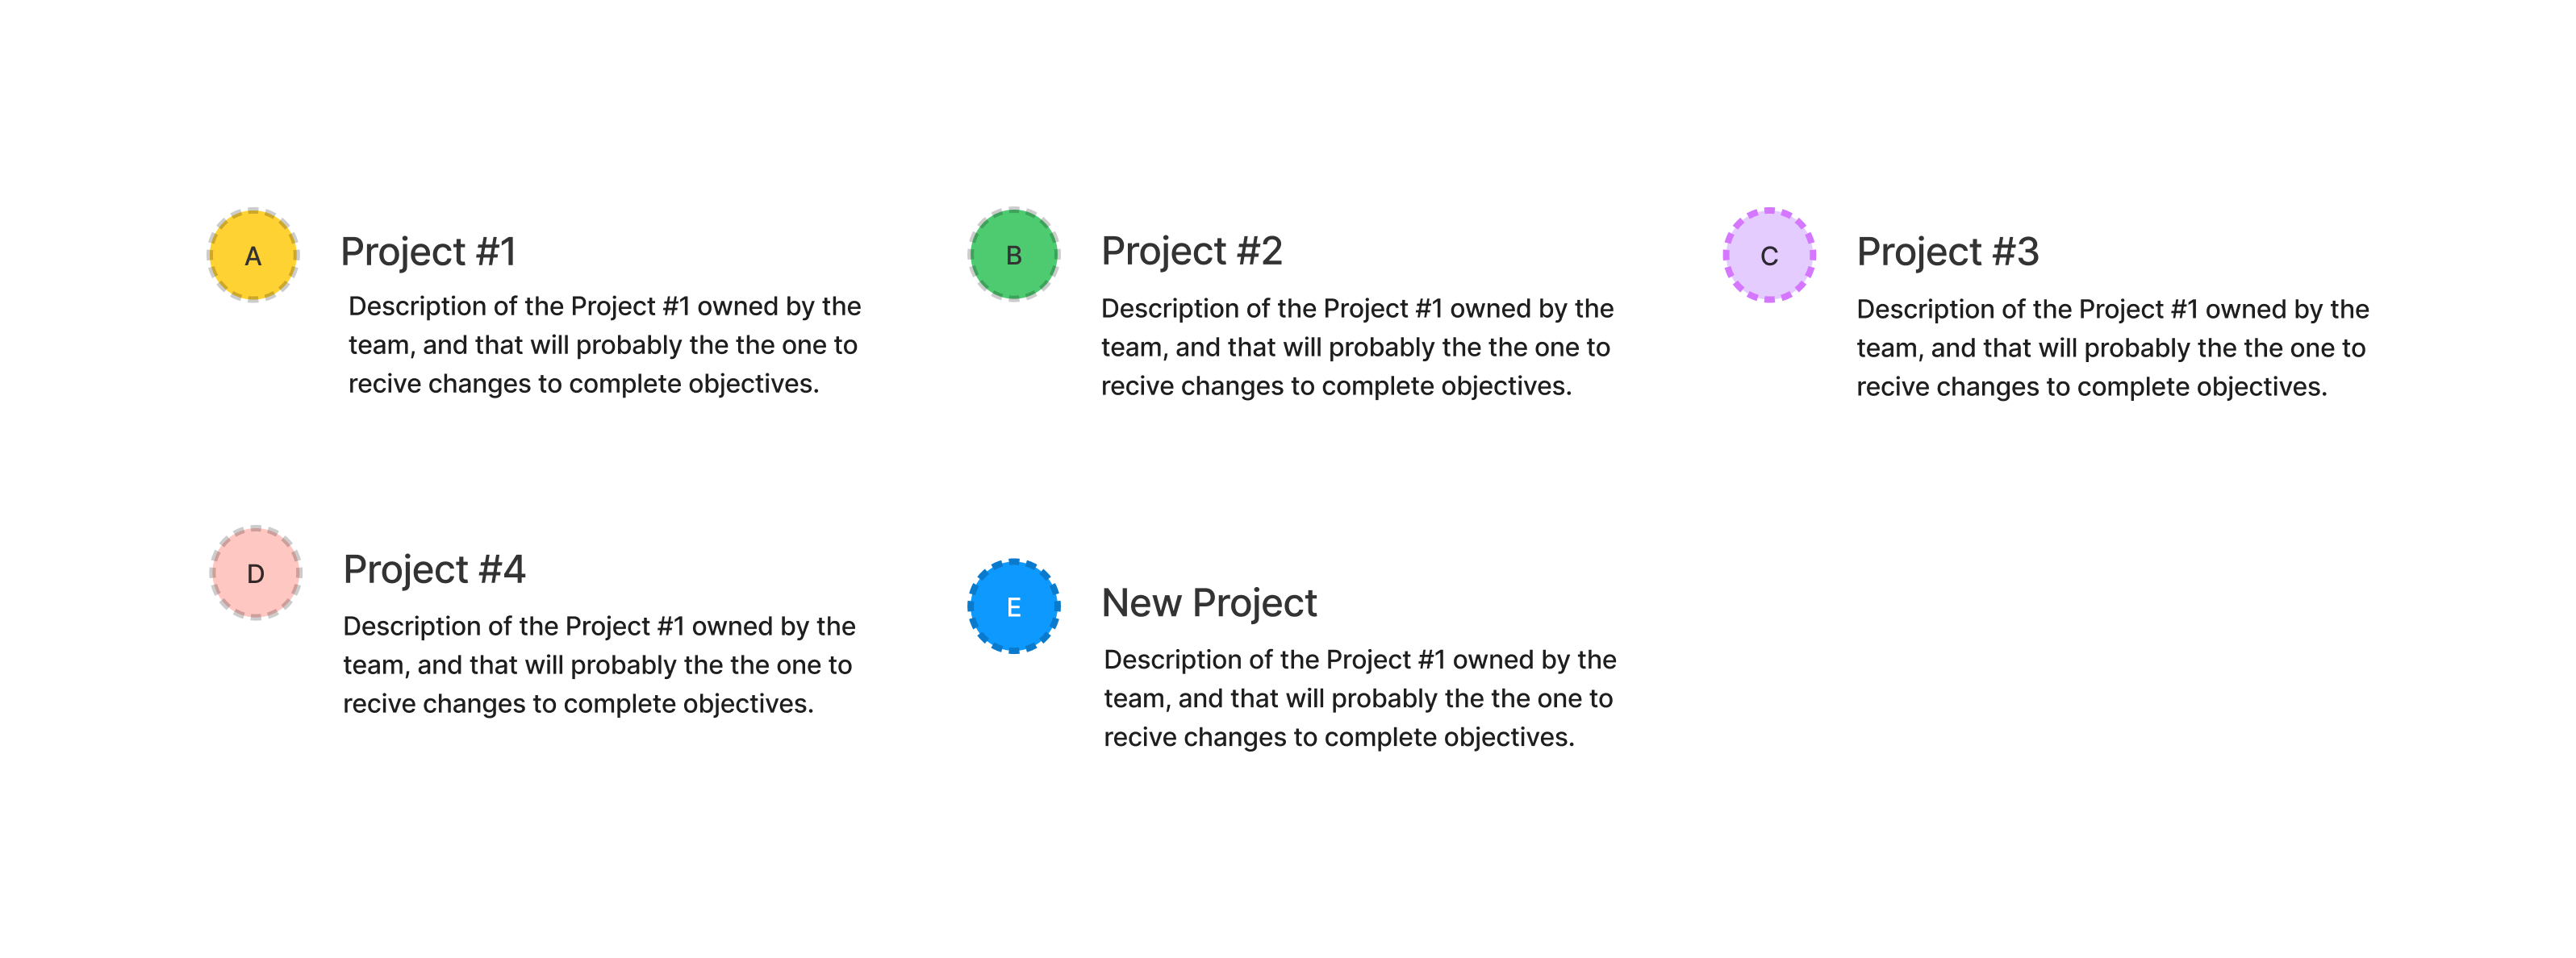 A
Project #1
Description of the Project #1 owned by the
team, and that will probably the the one to
recive changes to complete objectives.
B
Project #2
Description of the Project #1 owned by the
team, and that will probably the the one to
recive changes to complete objectives.
C
Project #3
Description of the Project #1 owned by the
team, and that will probably the the one to
recive changes to complete objectives.
D
Project #4
Description of the Project #1 owned by the
team, and that will probably the the one to
recive changes to complete objectives.
E
New Project
Description of the Project #1 owned by the
team, and that will probably the the one to
recive changes to complete objectives.